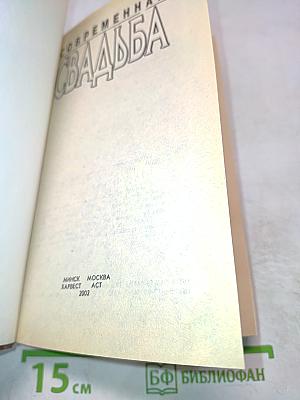 СОВРЕМЕННАЯ
СВАДЬБА
МИНСК МОСКВА
ХАРВЕСТ АСТ
2002
15 см
БФ БИБЛИОФАН